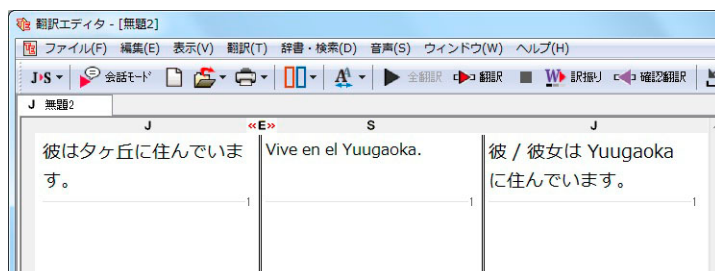 翻訳エディタ - [無題2]
ファイル(F) 編集(E) 表示(V) 翻訳(T) 辞書・検索(D) 音声(S) ウィンドウ(W) ヘルプ(H)
J▸S 会話モード 全翻訳 翻訳 訳振り 確認翻訳
J 無題2
J «E» S J
彼は夕ヶ丘に住んでいま
す。
1
Vive en el Yuugaoka.
1
彼 / 彼女は Yuugaoka
に住んでいます。
1